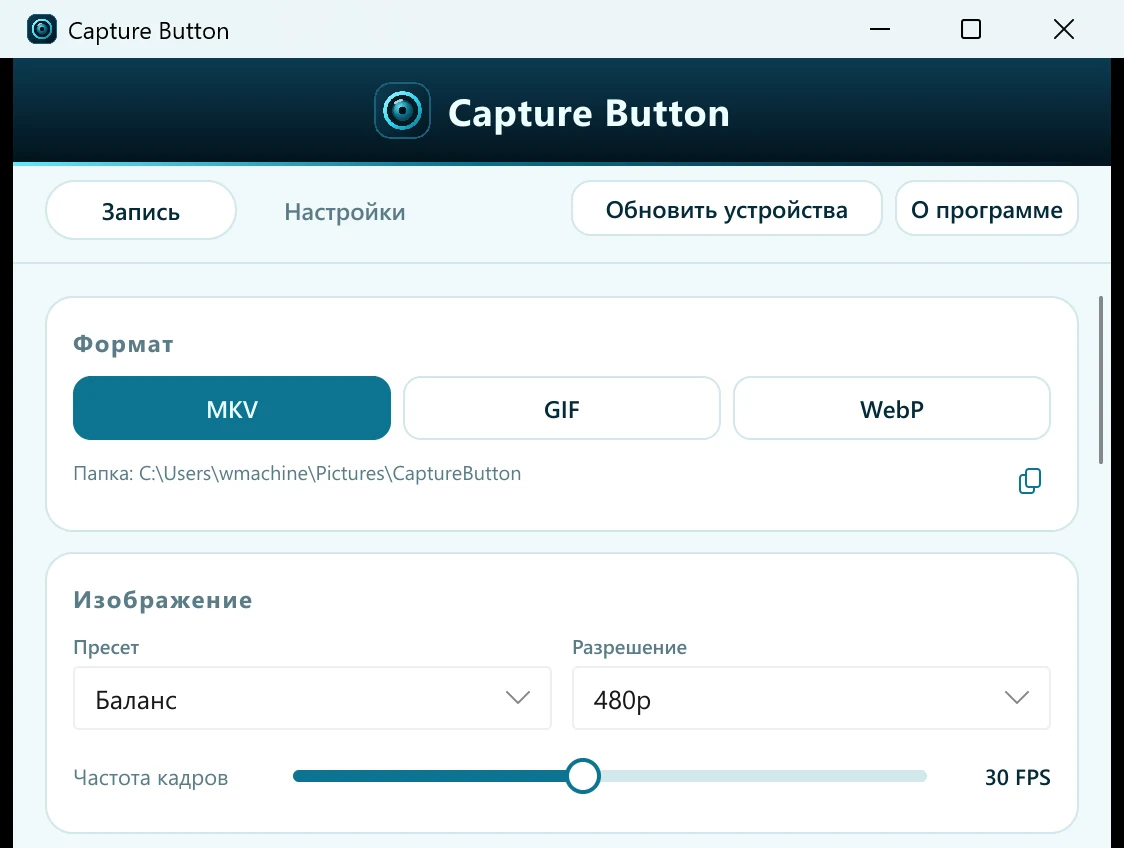 Capture Button
Capture Button
Запись Настройки Обновить устройства О программе
Формат
MKV GIF WebP
Папка: C:\Users\wmachine\Pictures\CaptureButton
Изображение
Пресет Разрешение
Баланс 480p
Частота кадров 30 FPS